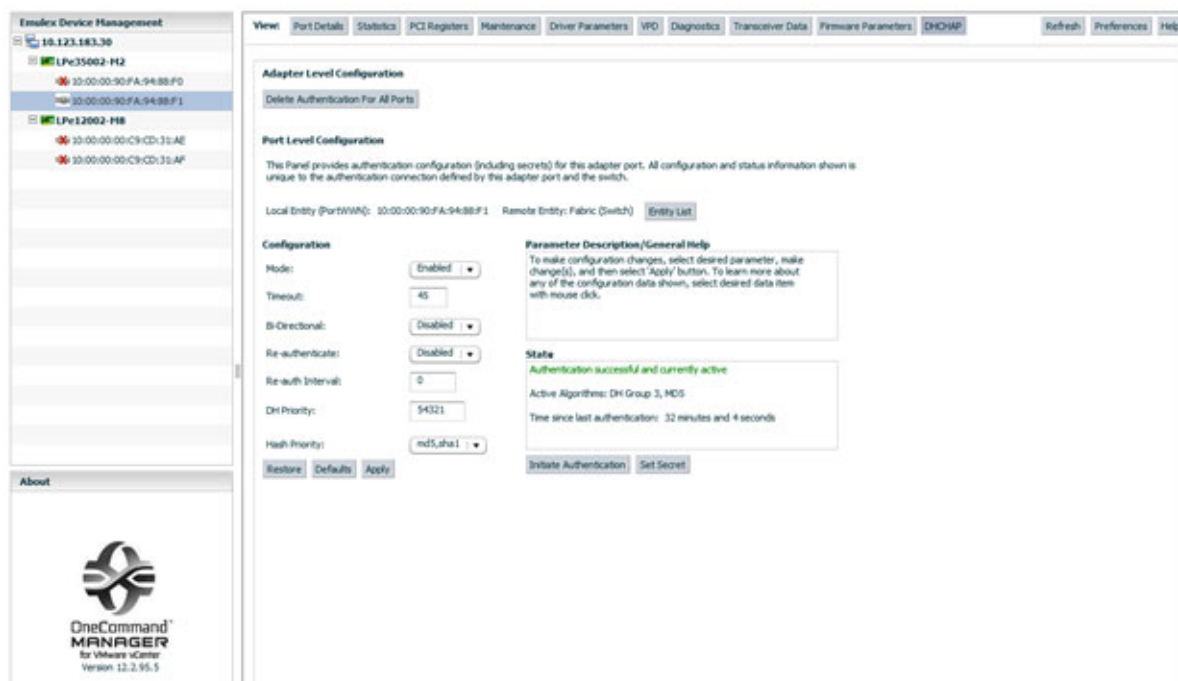 Emulex Device Management
10.123.183.30
LPe35002-M2
10:00:00:90:FA:94:88:F0
10:00:00:90:FA:94:88:F1
LPe12002-M8
10:00:00:00:C9:CD:31:AE
10:00:00:00:C9:CD:31:AF
About
OneCommand
MANAGER
for VMware vCenter
Version 12.2.95.5
View: Port Details Statistics PCI Registers Maintenance Driver Parameters VPD Diagnostics Transceiver Data Firmware Parameters DHCHAP Refresh Preferences Help
Adapter Level Configuration
Delete Authentication For All Ports
Port Level Configuration
This Panel provides authentication configuration (including secrets) for this adapter port. All configuration and status information shown is
unique to the authentication connection defined by this adapter port and the switch.
Local Entity (PortWWN): 10:00:00:90:FA:94:88:F1 Remote Entity: Fabric (Switch) Entity List
Configuration
Mode: Enabled
Timeout: 45
Bi-Directional: Disabled
Re-authenticate: Disabled
Re-auth Interval: 0
DH Priority: 54321
Hash Priority: md5,sha1
Restore Defaults Apply
Parameter Description/General Help
To make configuration changes, select desired parameter, make
change(s), and then select 'Apply' button. To learn more about
any of the configuration data shown, select desired data item
with mouse click.
State
Authentication successful and currently active
Active Algorithms: DH Group 3, MD5
Time since last authentication: 32 minutes and 4 seconds
Initiate Authentication Set Secret